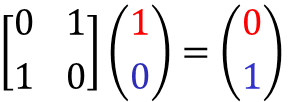 [0 1] (1) = (0)
[1 0] (0) (1)